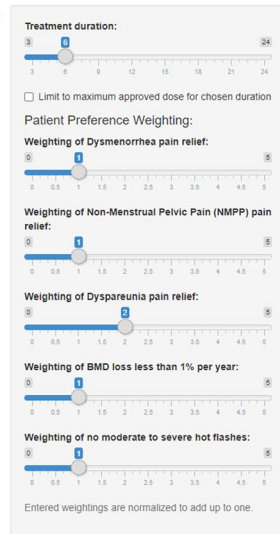 Treatment duration:
3 6 24
3 6 9 12 15 18 21 24
Limit to maximum approved dose for chosen duration
Patient Preference Weighting:
Weighting of Dysmenorrhea pain relief:
0 1 5
0 0.5 1 1.5 2 2.5 3 3.5 4 4.5 5
Weighting of Non-Menstrual Pelvic Pain (NMPP) pain
relief:
0 1 5
0 0.5 1 1.5 2 2.5 3 3.5 4 4.5 5
Weighting of Dyspareunia pain relief:
0 2 5
0 0.5 1 1.5 2 2.5 3 3.5 4 4.5 5
Weighting of BMD loss less than 1% per year:
0 1 5
0 0.5 1 1.5 2 2.5 3 3.5 4 4.5 5
Weighting of no moderate to severe hot flashes:
0 1 5
0 0.5 1 1.5 2 2.5 3 3.5 4 4.5 5
Entered weightings are normalized to add up to one.